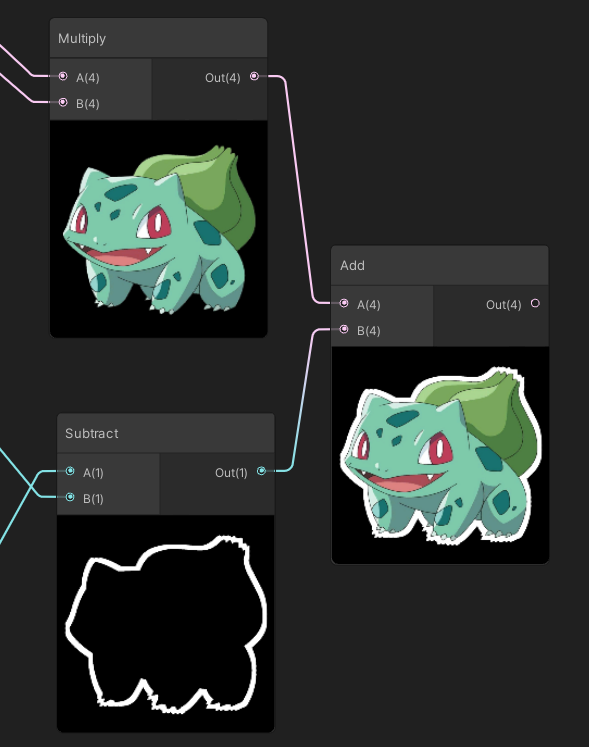 Multiply
A(4) Out(4)
B(4)
Add
A(4) Out(4)
B(4)
Subtract
A(1) Out(1)
B(1)